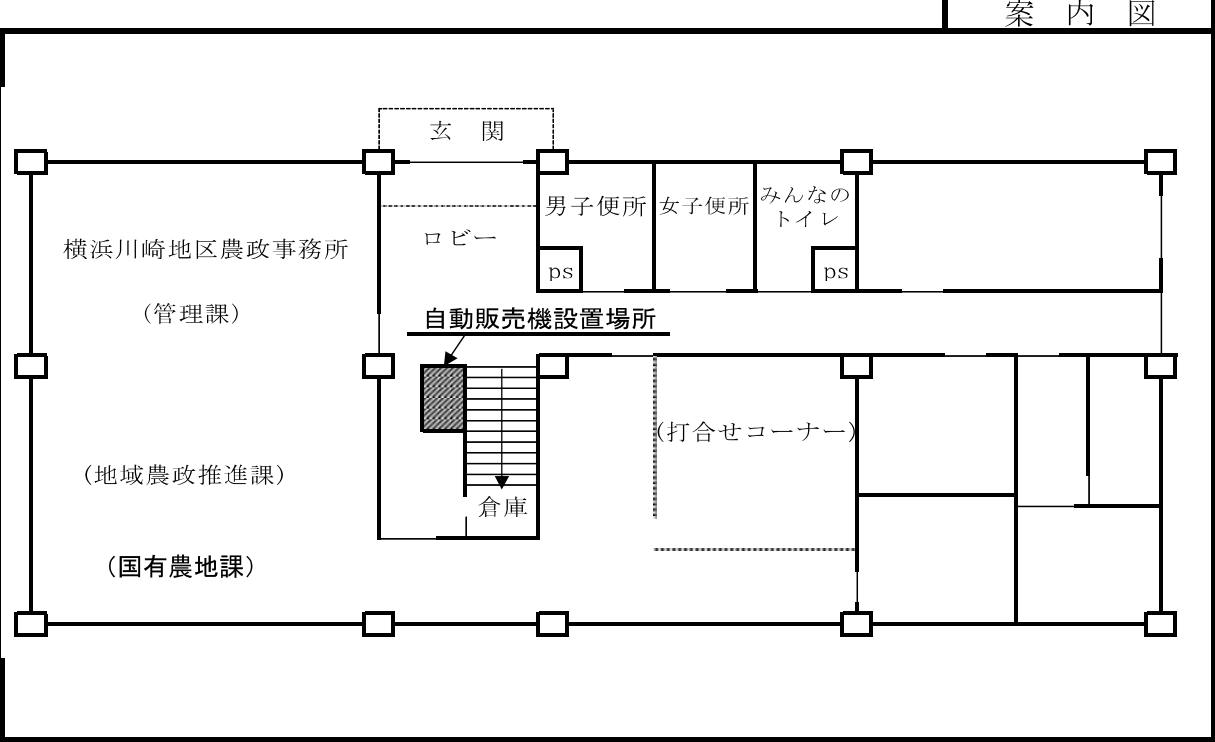 案　内　図
玄　関
男子便所
女子便所
みんなの
トイレ
ロビー
横浜川崎地区農政事務所
ps
ps
（管理課）
自動販売機設置場所
（打合せコーナー）
（地域農政推進課）
倉庫
（国有農地課）